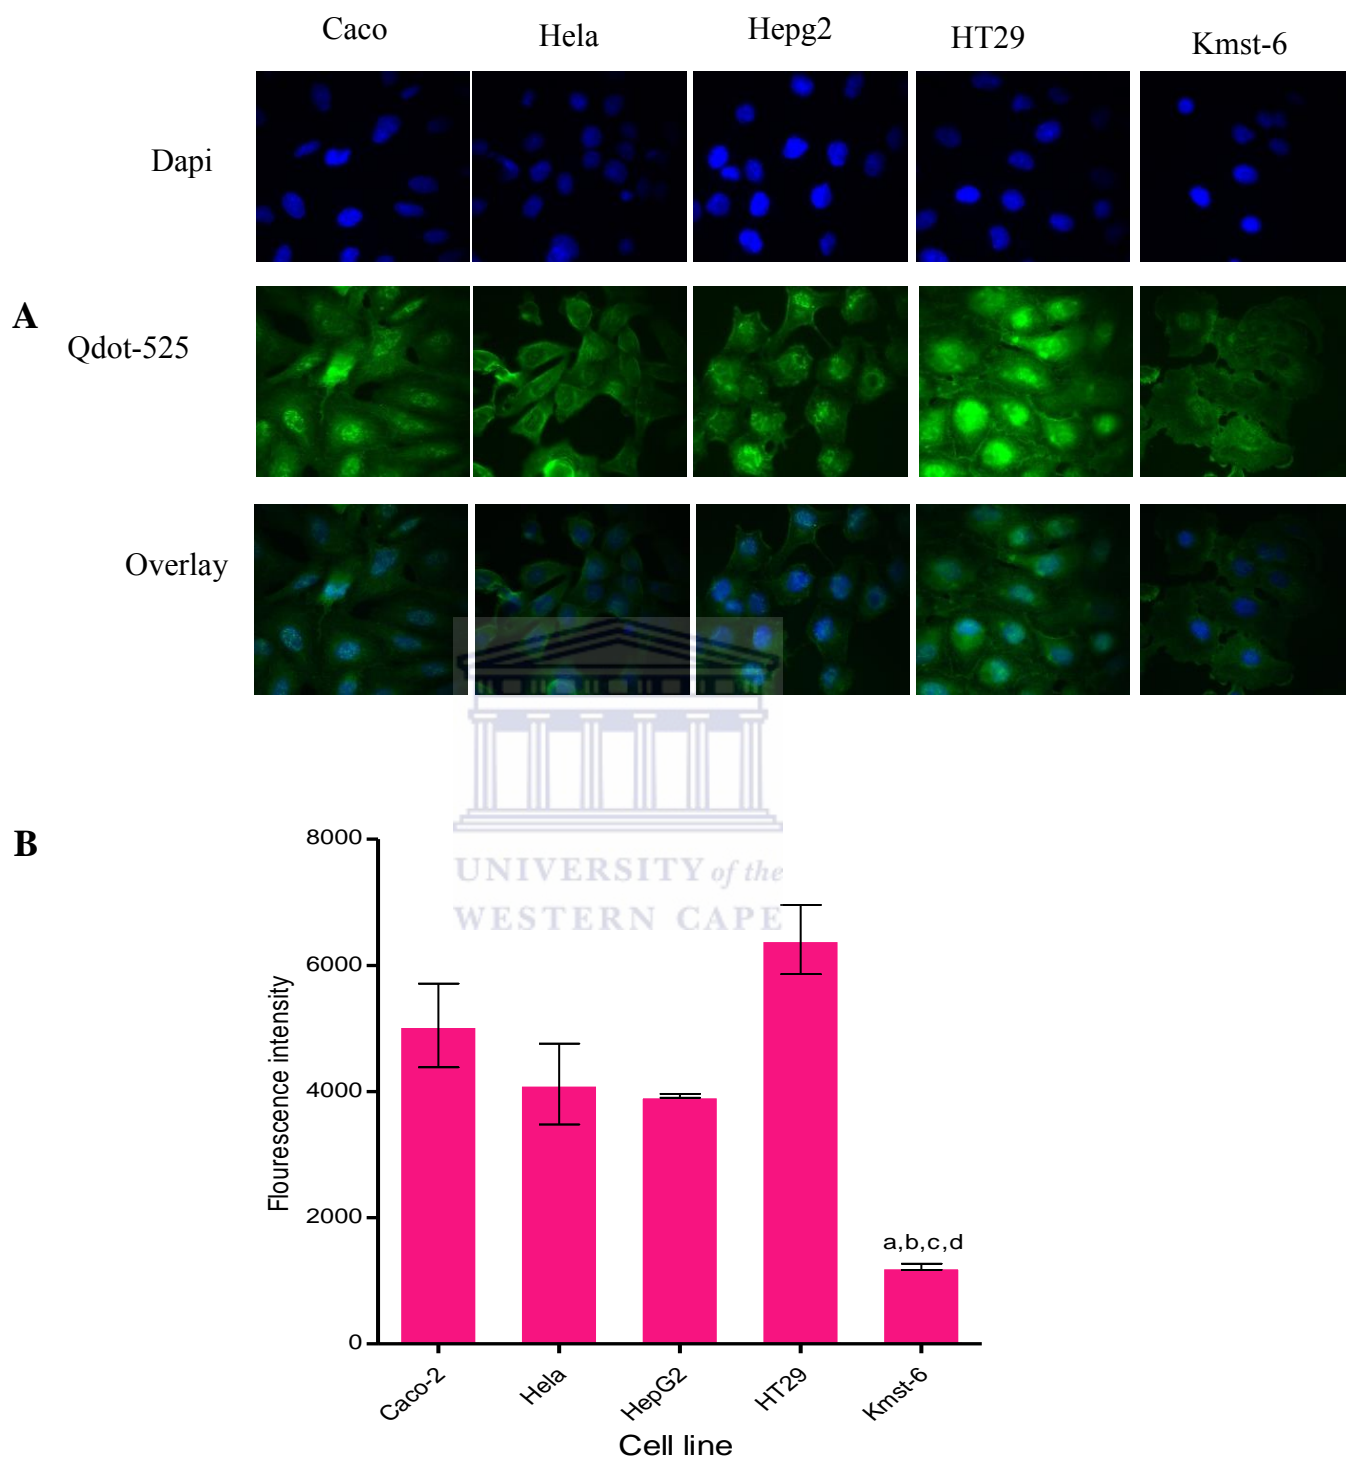 Caco Hela Hepg2 HT29 Kmst-6
Dapi
A
Qdot-525
Overlay
B
UNIVERSITY of the
WESTERN CAPE
8000
6000
4000
2000
0
Flourescence intensity
a,b,c,d
Caco-2 Hela HepG2 HT29 Kmst-6
Cell line